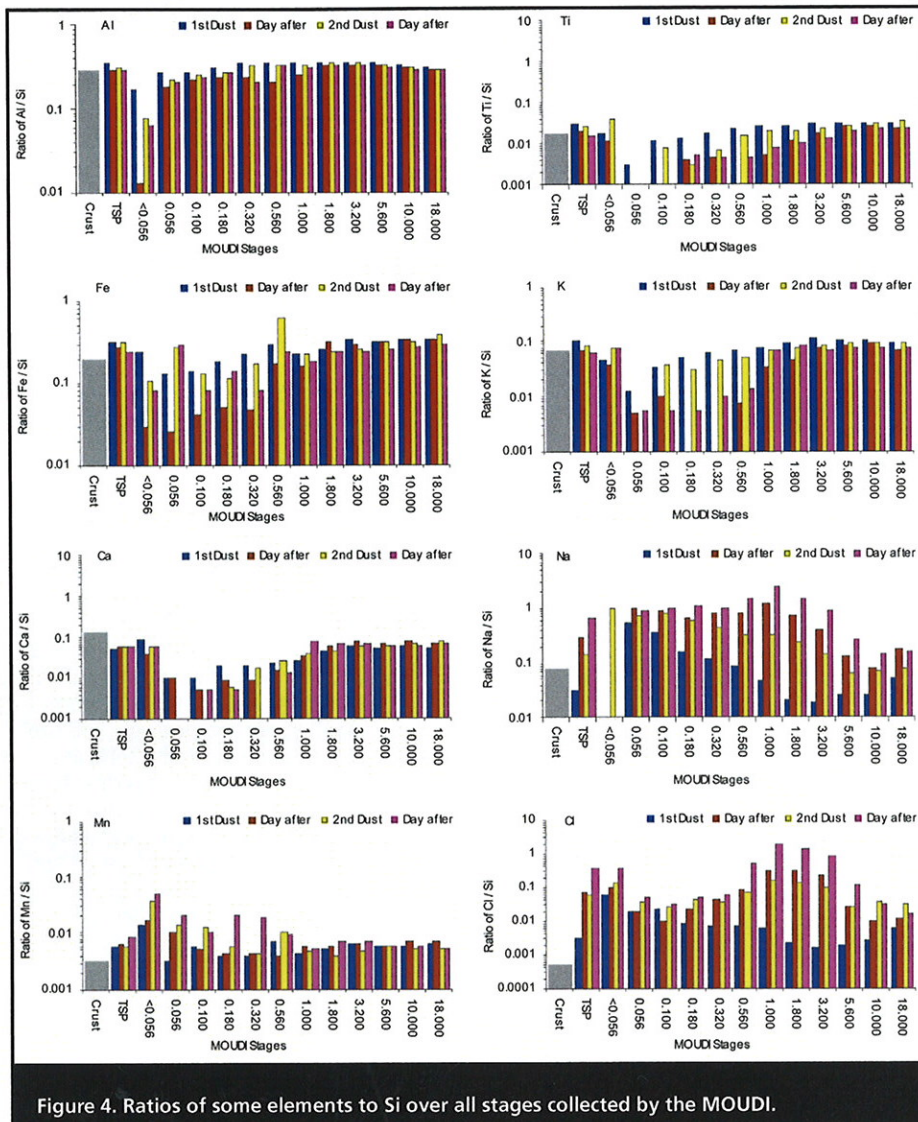 Al 1stDust Day after 2nd Dust Day after
1
0.1
0.01
Ratio of Al / Si
Crust TSP <0.056 0.056 0.100 0.180 0.320 0.560 1.000 1.800 3.200 5.600 10.000 18.000
MOUDI Stages
Ti 1stDust Day after 2nd Dust Day after
10
1
0.1
0.01
0.001
Ratio of Ti / Si
Crust TSP <0.056 0.056 0.100 0.180 0.320 0.560 1.000 1.800 3.200 5.600 10.000 18.000
MOUDI Stages
Fe 1stDust Day after 2nd Dust Day after
1
0.1
0.01
Ratio of Fe / Si
Crust TSP <0.056 0.056 0.100 0.180 0.320 0.560 1.000 1.800 3.200 5.600 10.000 18.000
MOUDI Stages
K 1stDust Day after 2nd Dust Day after
1
0.1
0.01
0.001
Ratio of K / Si
Crust TSP <0.056 0.056 0.100 0.180 0.320 0.560 1.000 1.800 3.200 5.600 10.000 18.000
MOUDI Stages
Ca 1stDust Day after 2nd Dust Day after
10
1
0.1
0.01
0.001
Ratio of Ca / Si
Crust TSP <0.056 0.056 0.100 0.180 0.320 0.560 1.000 1.800 3.200 5.600 10.000 18.000
MOUDI Stages
Na 1stDust Day after 2nd Dust Day after
10
1
0.1
0.01
Ratio of Na / Si
Crust TSP <0.056 0.056 0.100 0.180 0.320 0.560 1.000 1.800 3.200 5.600 10.000 18.000
MOUDI Stages
Mn 1stDust Day after 2nd Dust Day after
1
0.1
0.01
0.001
Ratio of Mn / Si
Crust TSP <0.056 0.056 0.100 0.180 0.320 0.560 1.000 1.800 3.200 5.600 10.000 18.000
MOUDI Stages
Cl 1stDust Day after 2nd Dust Day after
10
1
0.1
0.01
0.001
0.0001
Ratio of Cl / Si
Crust TSP <0.056 0.056 0.100 0.180 0.320 0.560 1.000 1.800 3.200 5.600 10.000 18.000
MOUDI Stages
Figure 4. Ratios of some elements to Si over all stages collected by the MOUDI.